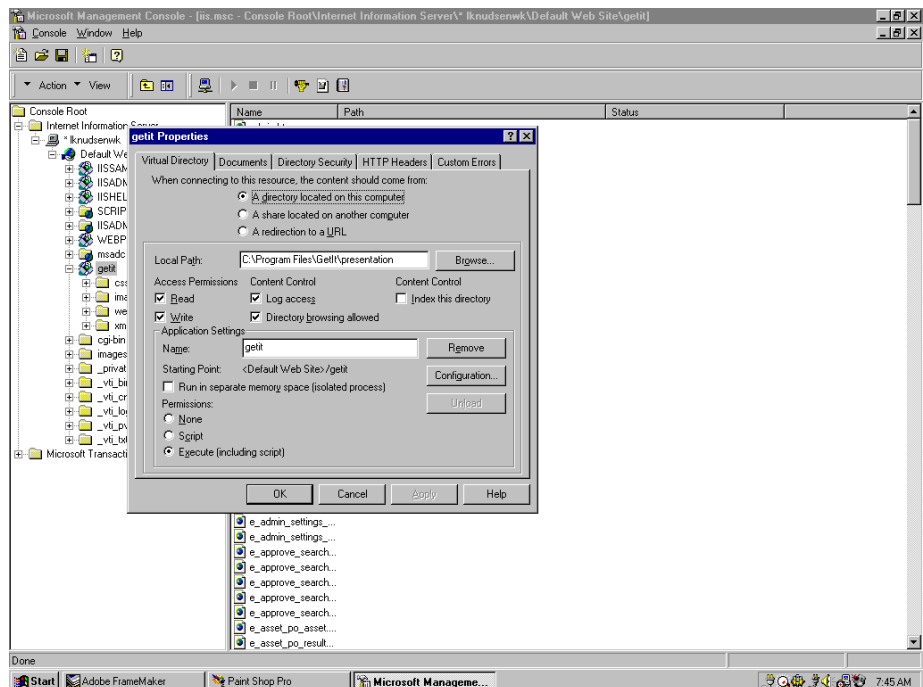 Microsoft Management Console - [iis.msc - Console Root\Internet Information Server\* lknudsenwk\Default Web Site\getit]
Console Window Help
Action View
Console Root
Name Path Status
Internet Information Server
* lknudsenwk
Default We
IISSAM
IISADM
IISHEL
SCRIP
IISADM
WEBP
msadc
getit
css
ima
we
xm
cgi-bin
images
_privat
_vti_bi
_vti_cr
_vti_lo
_vti_pv
_vti_txt
Microsoft Transacti
getit Properties
Virtual Directory Documents Directory Security HTTP Headers Custom Errors
When connecting to this resource, the content should come from:
A directory located on this computer
A share located on another computer
A redirection to a URL
Local Path: C:\Program Files\GetIt\presentation Browse...
Access Permissions Content Control Content Control
Read Log access Index this directory
Write Directory browsing allowed
Application Settings
Name: getit Remove
Starting Point: <Default Web Site>/getit
Configuration...
Run in separate memory space (isolated process)
Permissions: Unload
None
Script
Execute (including script)
OK Cancel Apply Help
e_admin_settings_...
e_admin_settings_...
e_approve_search...
e_approve_search...
e_approve_search...
e_approve_search...
e_approve_search...
e_asset_po_asset....
e_asset_po_result...
Done
Start Adobe FrameMaker Paint Shop Pro Microsoft Manageme... 7:45 AM